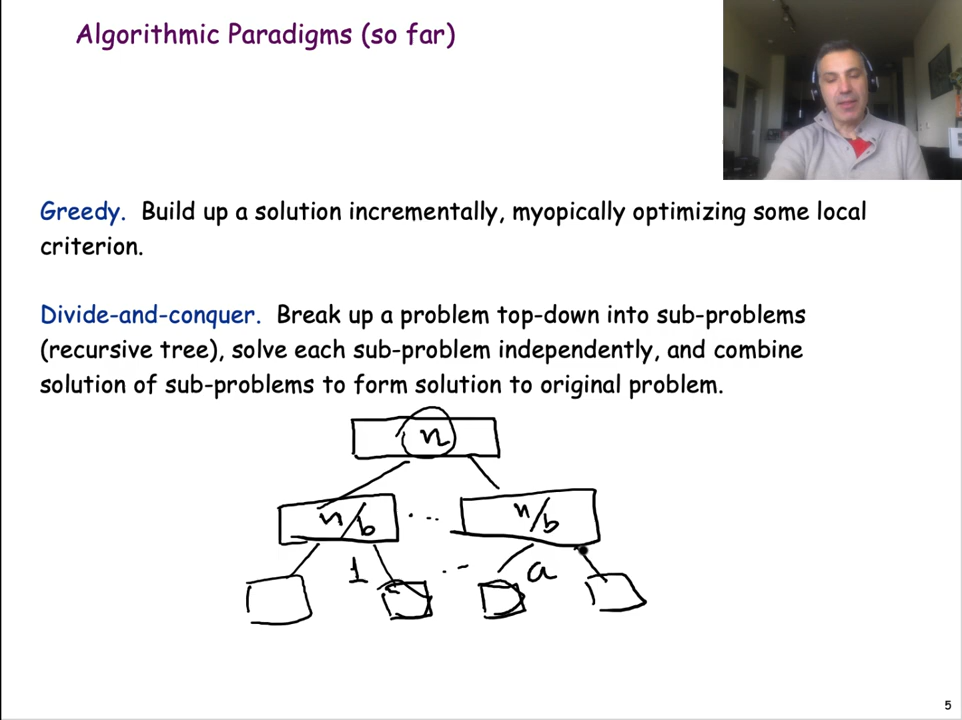 Algorithmic Paradigms (so far)
Greedy. Build up a solution incrementally, myopically optimizing some local
criterion.
Divide-and-conquer. Break up a problem top-down into sub-problems
(recursive tree), solve each sub-problem independently, and combine
solution of sub-problems to form solution to original problem.
n
n/b ... n/b
1 ... a
5